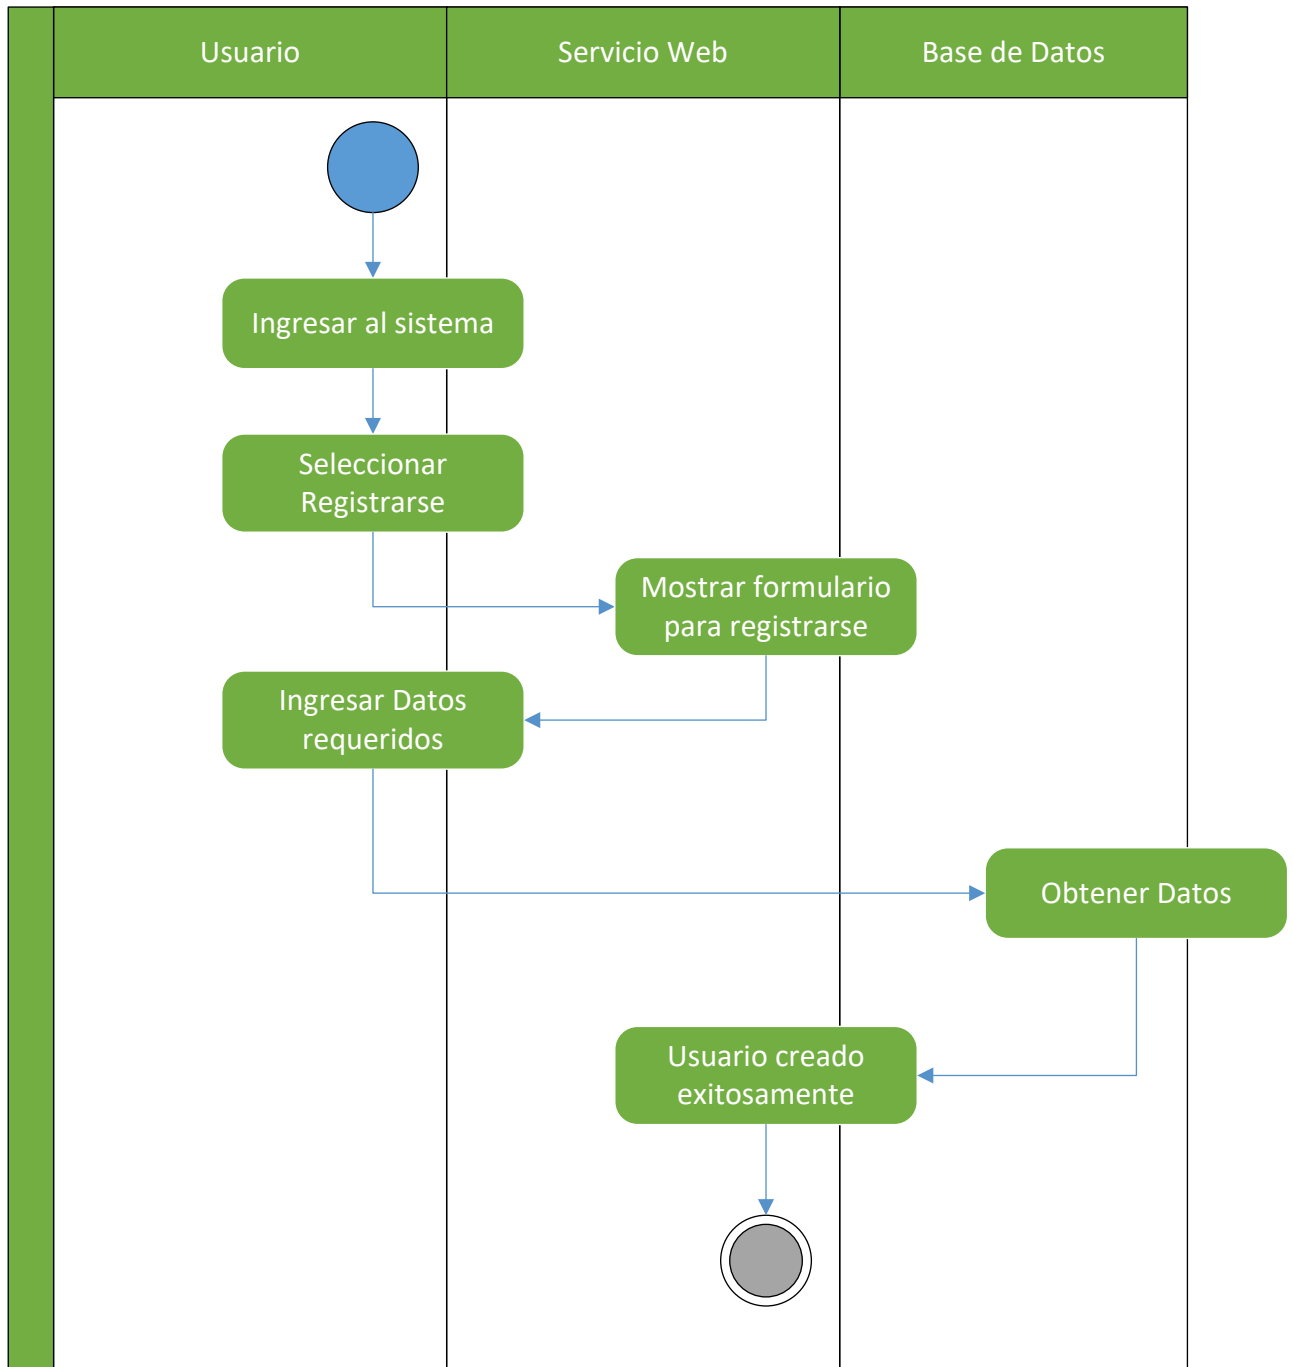 Usuario
Servicio Web
Base de Datos
Ingresar al sistema
Seleccionar
Registrarse
Mostrar formulario
para registrarse
Ingresar Datos
requeridos
Obtener Datos
Usuario creado
exitosamente